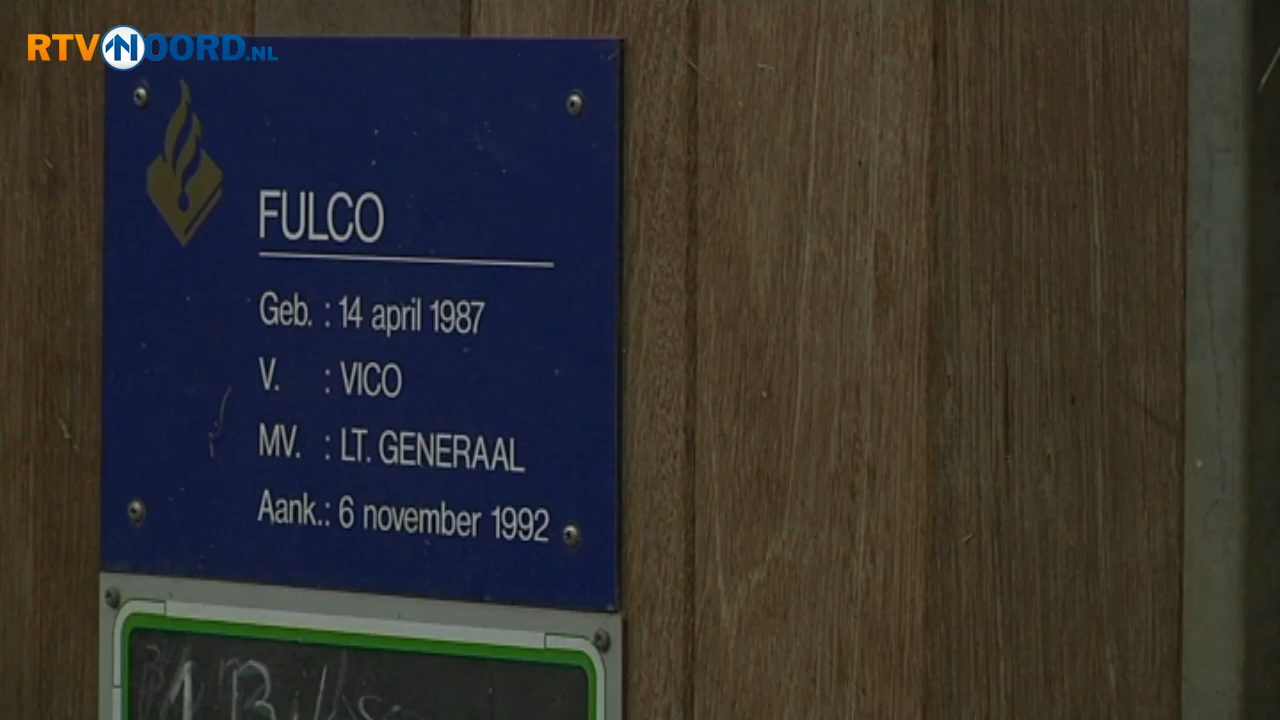 RTVNOORD.NL
FULCO
Geb. : 14 april 1987
V. : VICO
MV. : LT. GENERAAL
Aank.: 6 november 1992